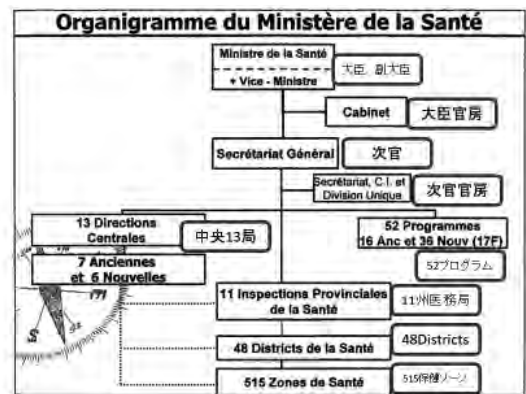 Organigramme du Ministère de la Santé
Ministre de la Santé
+ Vice - Ministre
大臣、副大臣
Cabinet
大臣官房
Secrétariat Général
次官
Secrétariat, C.I. et
Division Unique
次官官房
13 Directions
Centrales
中央13局
52 Programmes
16 Anc et 36 Nouv (17F)
7 Anciennes
et 6 Nouvelles
52プログラム
11 Inspections Provinciales
de la Santé
11州医務局
48 Districts de la Santé
48Districts
515 Zones de Santé
515保健ゾーン